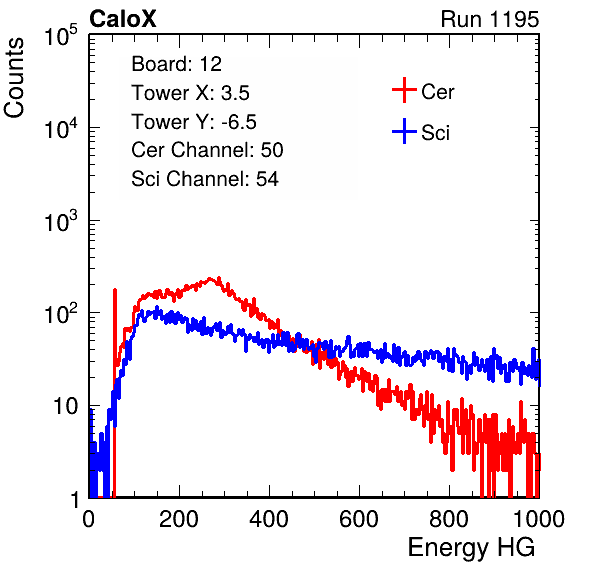 CaloX
Run 1195
Counts
10^5
10^4
10^3
10^2
10
1
Board: 12
Tower X: 3.5
Tower Y: -6.5
Cer Channel: 50
Sci Channel: 54
Cer
Sci
0 200 400 600 800 1000
Energy HG